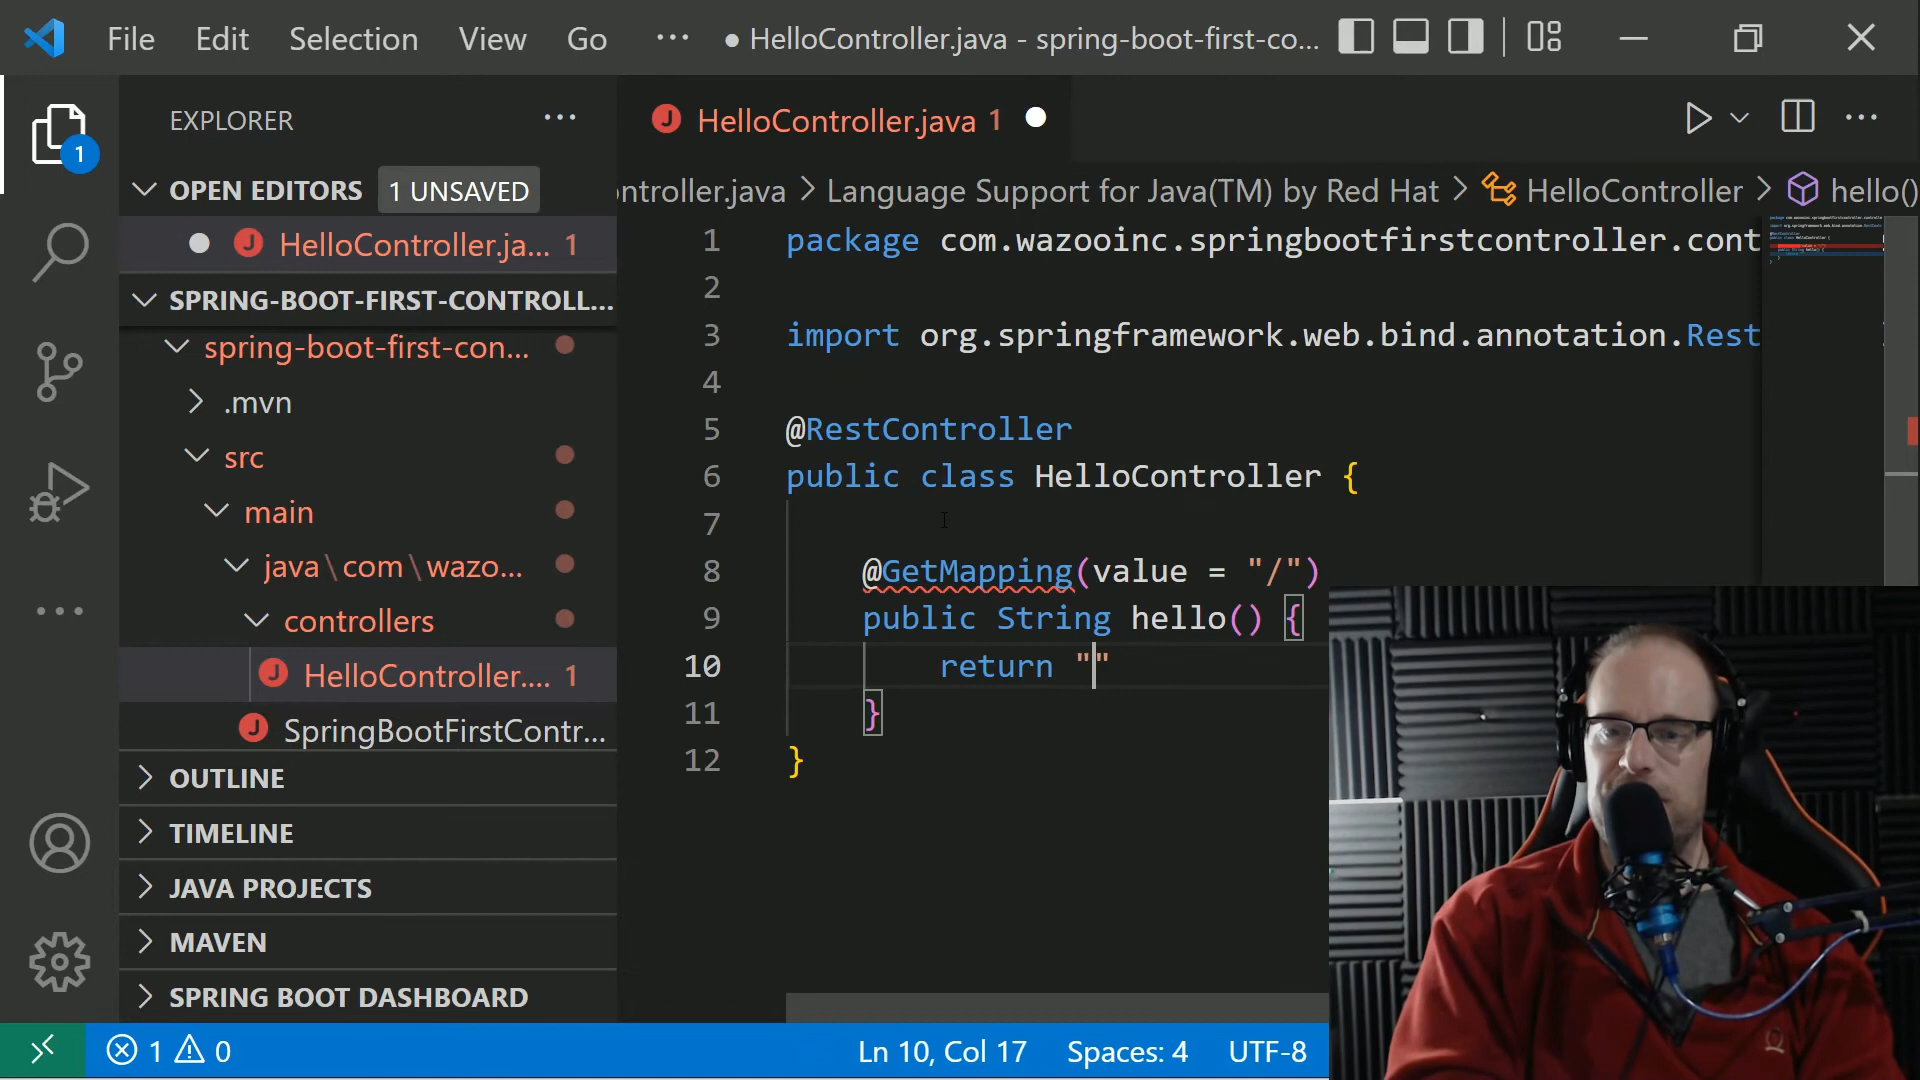 File Edit Selection View Go ··· ● HelloController.java - spring-boot-first-co...
EXPLORER ···
1
OPEN EDITORS 1 UNSAVED
HelloController.ja... 1
SPRING-BOOT-FIRST-CONTROLL...
spring-boot-first-con...
.mvn
src
main
java\com\wazo...
controllers
J HelloController.... 1
J SpringBootFirstContr...
OUTLINE
TIMELINE
JAVA PROJECTS
MAVEN
SPRING BOOT DASHBOARD
J HelloController.java 1
ontroller.java > Language Support for Java(TM) by Red Hat > HelloController > hello()
1 package com.wazooinc.springbootfirstcontroller.cont
2
3 import org.springframework.web.bind.annotation.Rest
4
5 @RestController
6 public class HelloController {
7
8 @GetMapping(value = "/")
9 public String hello() {
10 return ""
11 }
12 }
1 0 Ln 10, Col 17 Spaces: 4 UTF-8